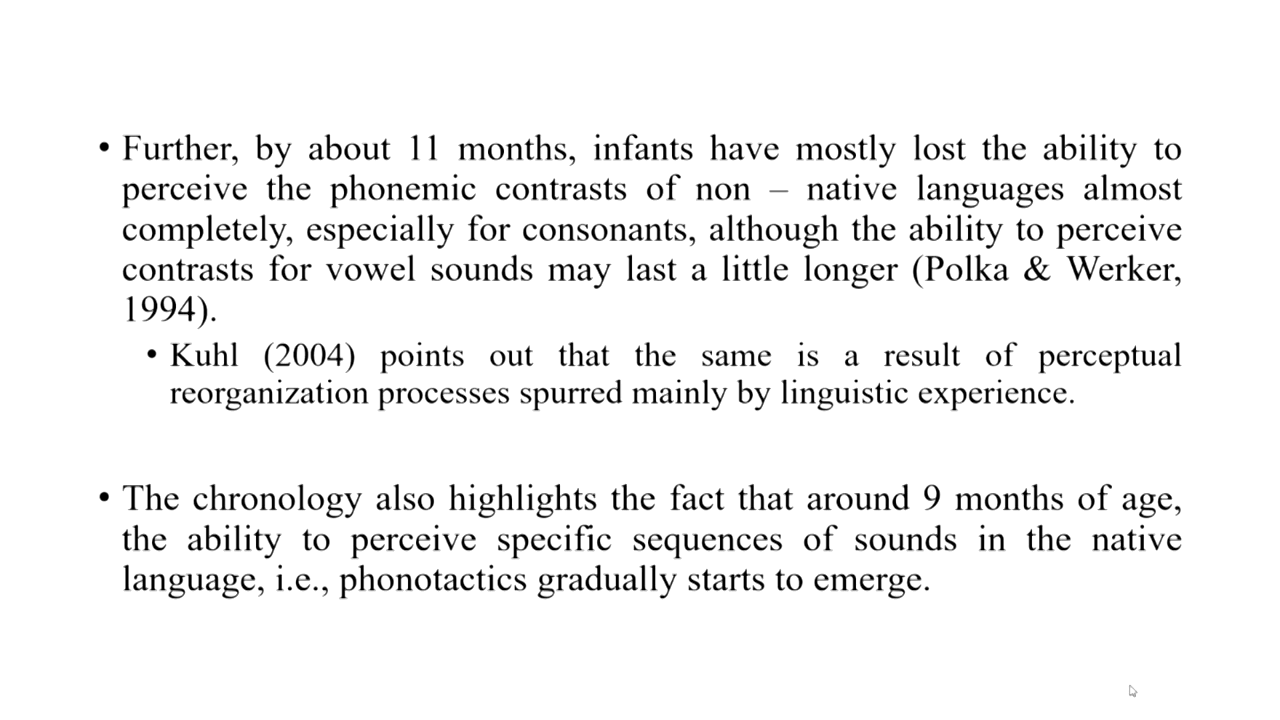 • Further, by about 11 months, infants have mostly lost the ability to
perceive the phonemic contrasts of non – native languages almost
completely, especially for consonants, although the ability to perceive
contrasts for vowel sounds may last a little longer (Polka & Werker,
1994).
• Kuhl (2004) points out that the same is a result of perceptual
reorganization processes spurred mainly by linguistic experience.
• The chronology also highlights the fact that around 9 months of age,
the ability to perceive specific sequences of sounds in the native
language, i.e., phonotactics gradually starts to emerge.